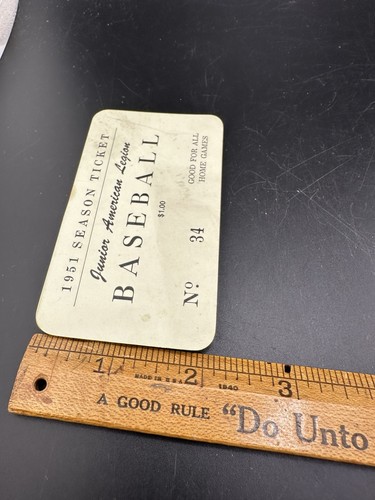 1951 SEASON TICKET
Junior American Legion
BASEBALL
$1.00
Nº 34
GOOD FOR ALL
HOME GAMES
1 2 3
MADE IN U.S.A. 1940
A GOOD RULE "Do Unto